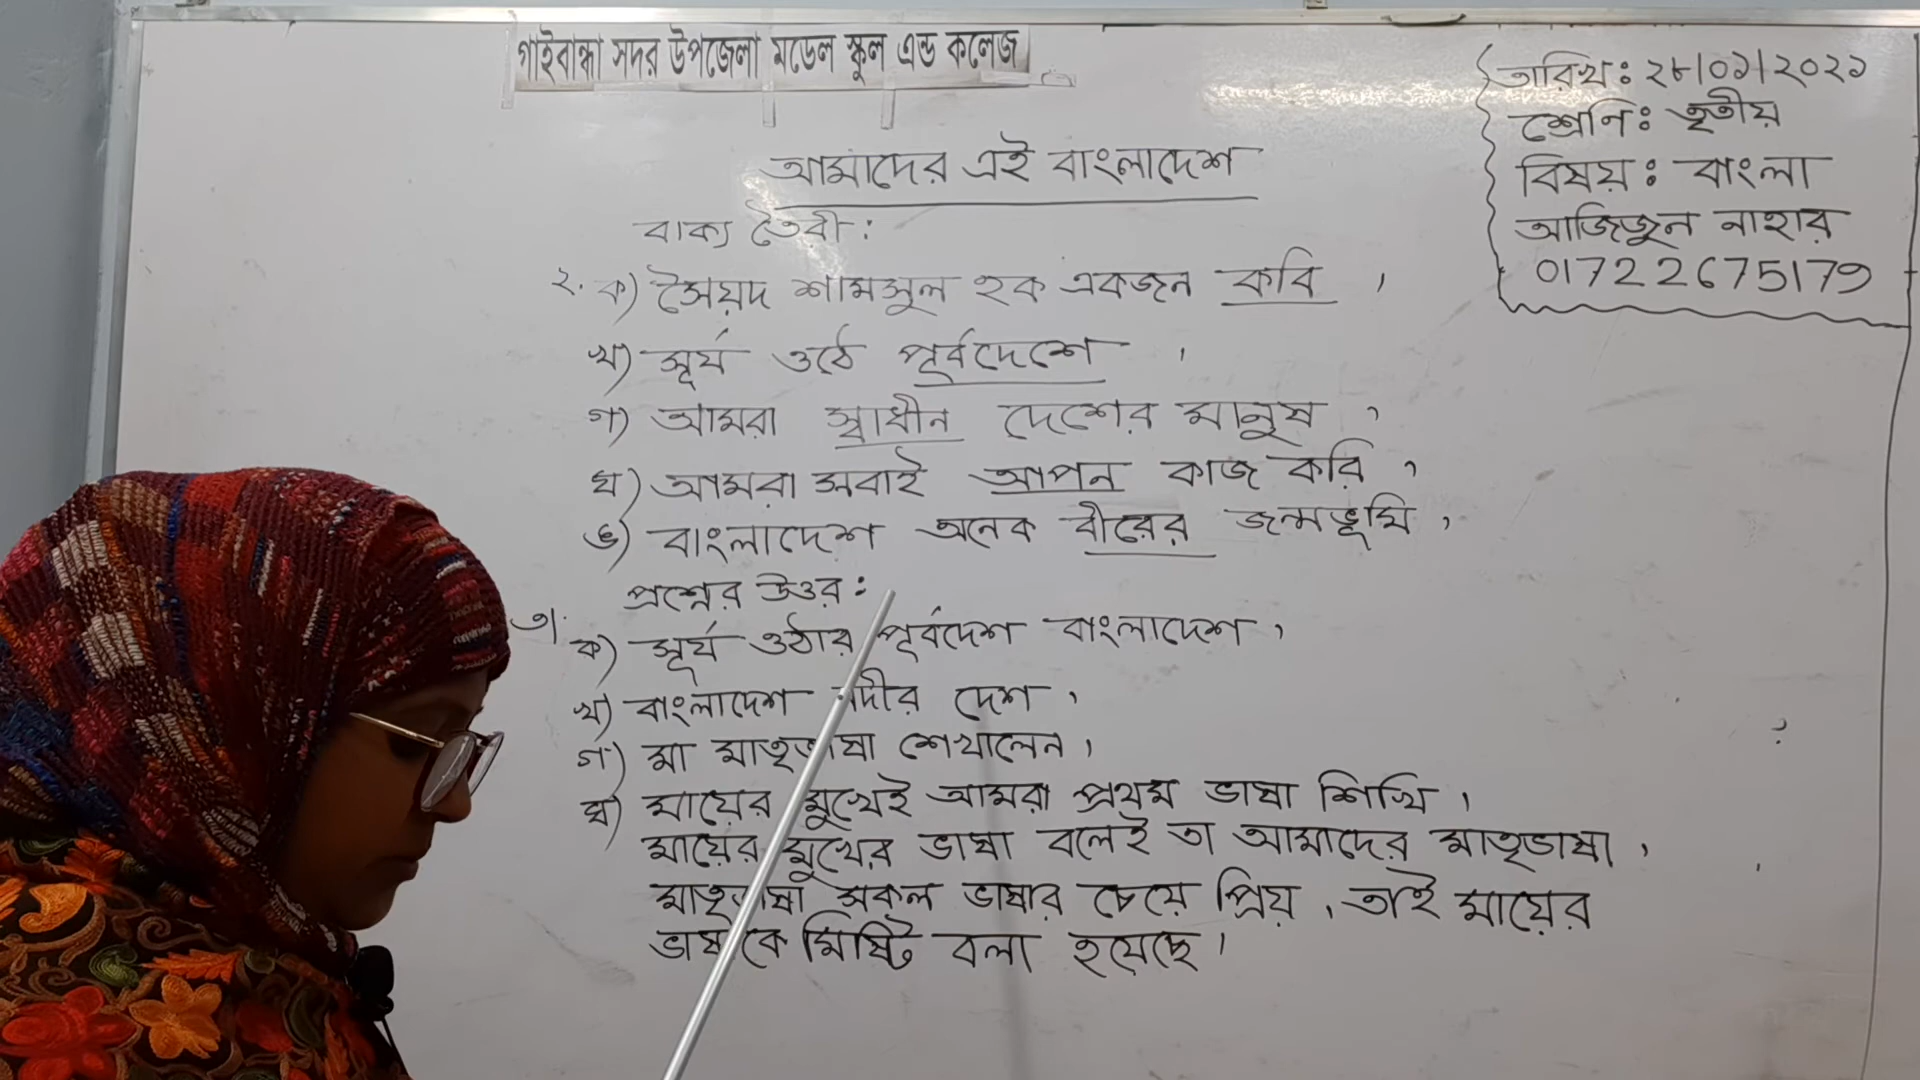 গাইবান্ধা সদর উপজেলা মডেল স্কুল এন্ড কলেজ
তারিখঃ ২৮/০১/২০২১
শ্রেণিঃ তৃতীয়
বিষয়ঃ বাংলা
আজিজুন নাহার
01722675179
আমাদের এই বাংলাদেশ
বাক্য তৈরী:
২. ক) সৈয়দ শামসুল হক একজন কবি ।
খ) সূর্য ওঠে পূর্বদেশে ।
গ) আমরা স্বাধীন দেশের মানুষ ।
ঘ) আমরা সবাই আপন কাজ করি ।
ঙ) বাংলাদেশ অনেক বীরের জন্মভূমি ।
প্রশ্নের উত্তর:
৩।
ক) সূর্য ওঠার পূর্বদেশ বাংলাদেশ ।
খ) বাংলাদেশ নদীর দেশ ।
গ) মা মাতৃভাষা শেখালেন ।
ঘ) মায়ের মুখেই আমরা প্রথম ভাষা শিখি ।
মায়ের মুখের ভাষা বলেই তা আমাদের মাতৃভাষা ।
মাতৃভাষা সকল ভাষার চেয়ে প্রিয় । তাই মায়ের
ভাষাকে মিষ্টি বলা হয়েছে ।